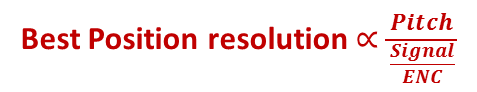 Best Position resolution ∝ Pitch
Signal
ENC